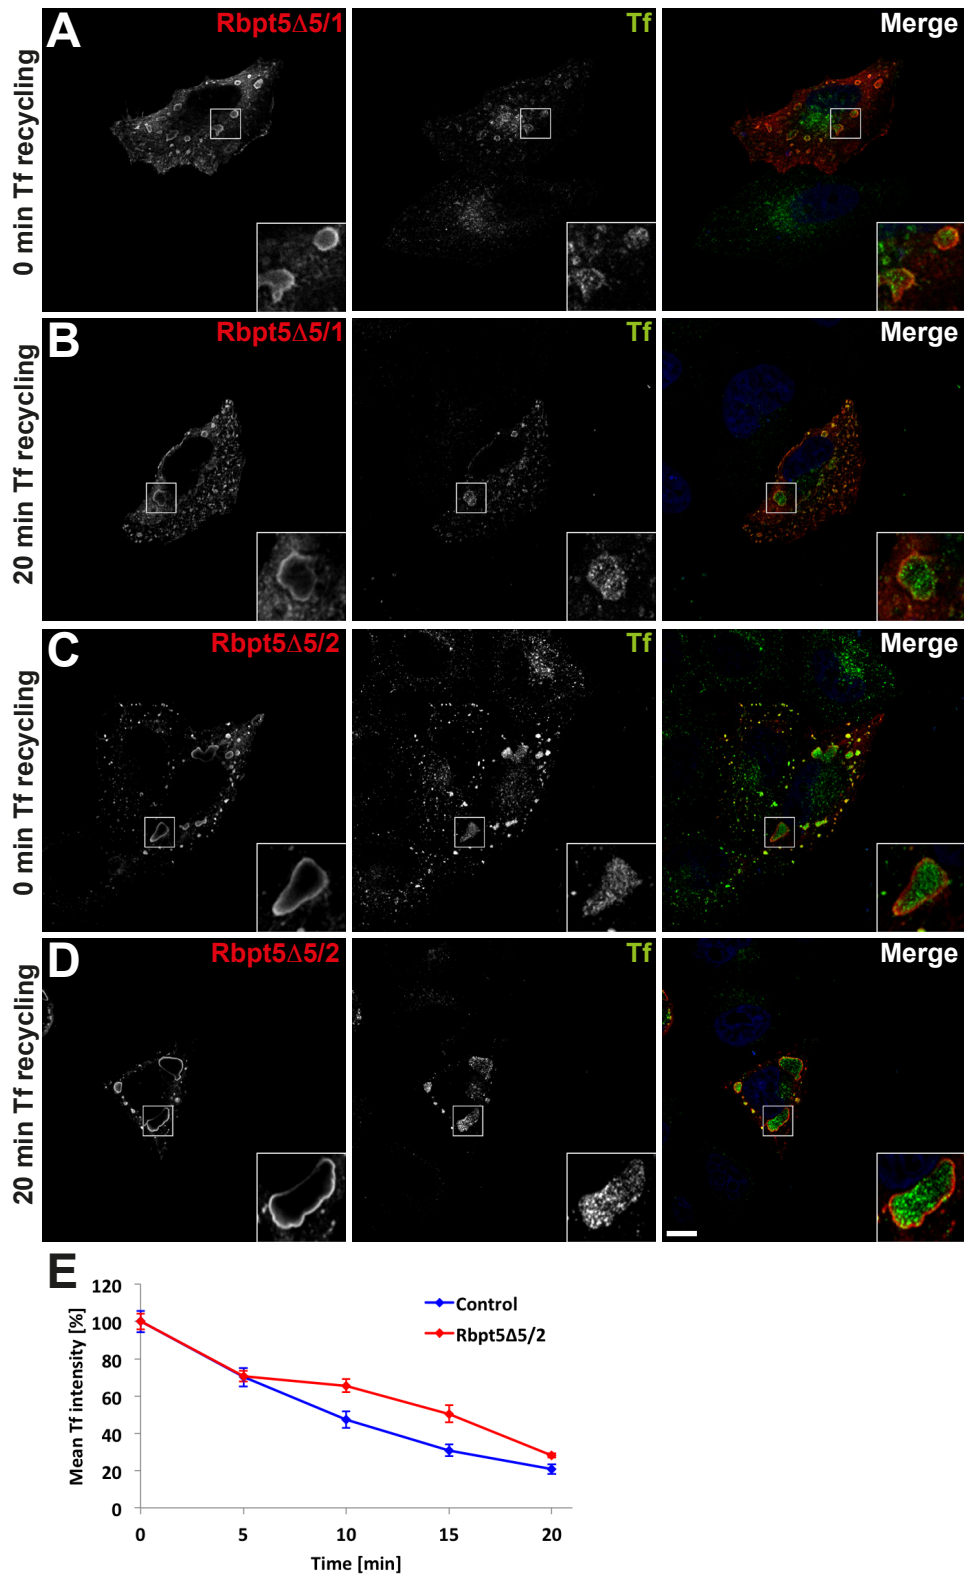 A
Rbpt5Δ5/1
Tf
Merge
0 min Tf recycling
B
Rbpt5Δ5/1
Tf
Merge
20 min Tf recycling
C
Rbpt5Δ5/2
Tf
Merge
0 min Tf recycling
D
Rbpt5Δ5/2
Tf
Merge
20 min Tf recycling
E
Mean Tf intensity [%]
120
100
80
60
40
20
0
Control
Rbpt5Δ5/2
0 5 10 15 20
Time [min]